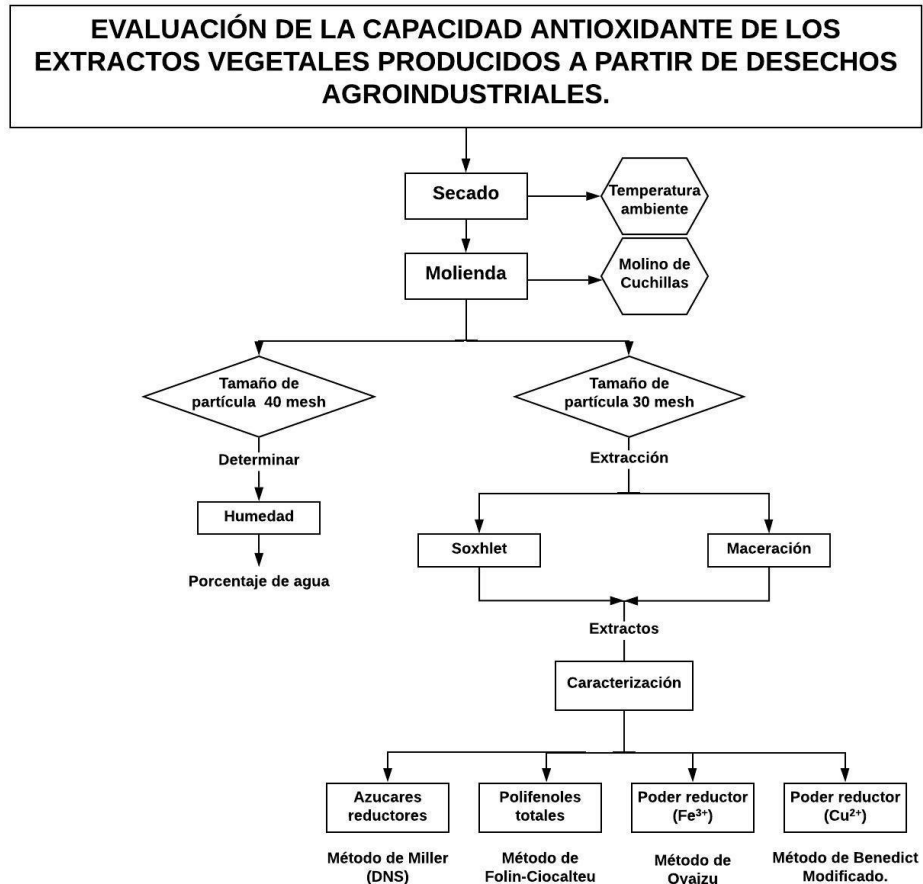 EVALUACIÓN DE LA CAPACIDAD ANTIOXIDANTE DE LOS
EXTRACTOS VEGETALES PRODUCIDOS A PARTIR DE DESECHOS
AGROINDUSTRIALES.
Secado
Temperatura
ambiente
Molienda
Molino de
Cuchillas
Tamaño de
partícula 40 mesh
Tamaño de
partícula 30 mesh
Determinar
Extracción
Humedad
Soxhlet
Maceración
Porcentaje de agua
Extractos
Caracterización
Azucares
reductores
Polifenoles
totales
Poder reductor
(Fe³⁺)
Poder reductor
(Cu²⁺)
Método de Miller
(DNS)
Método de
Folin-Ciocalteu
Método de
Oyaizu
Método de Benedict
Modificado.